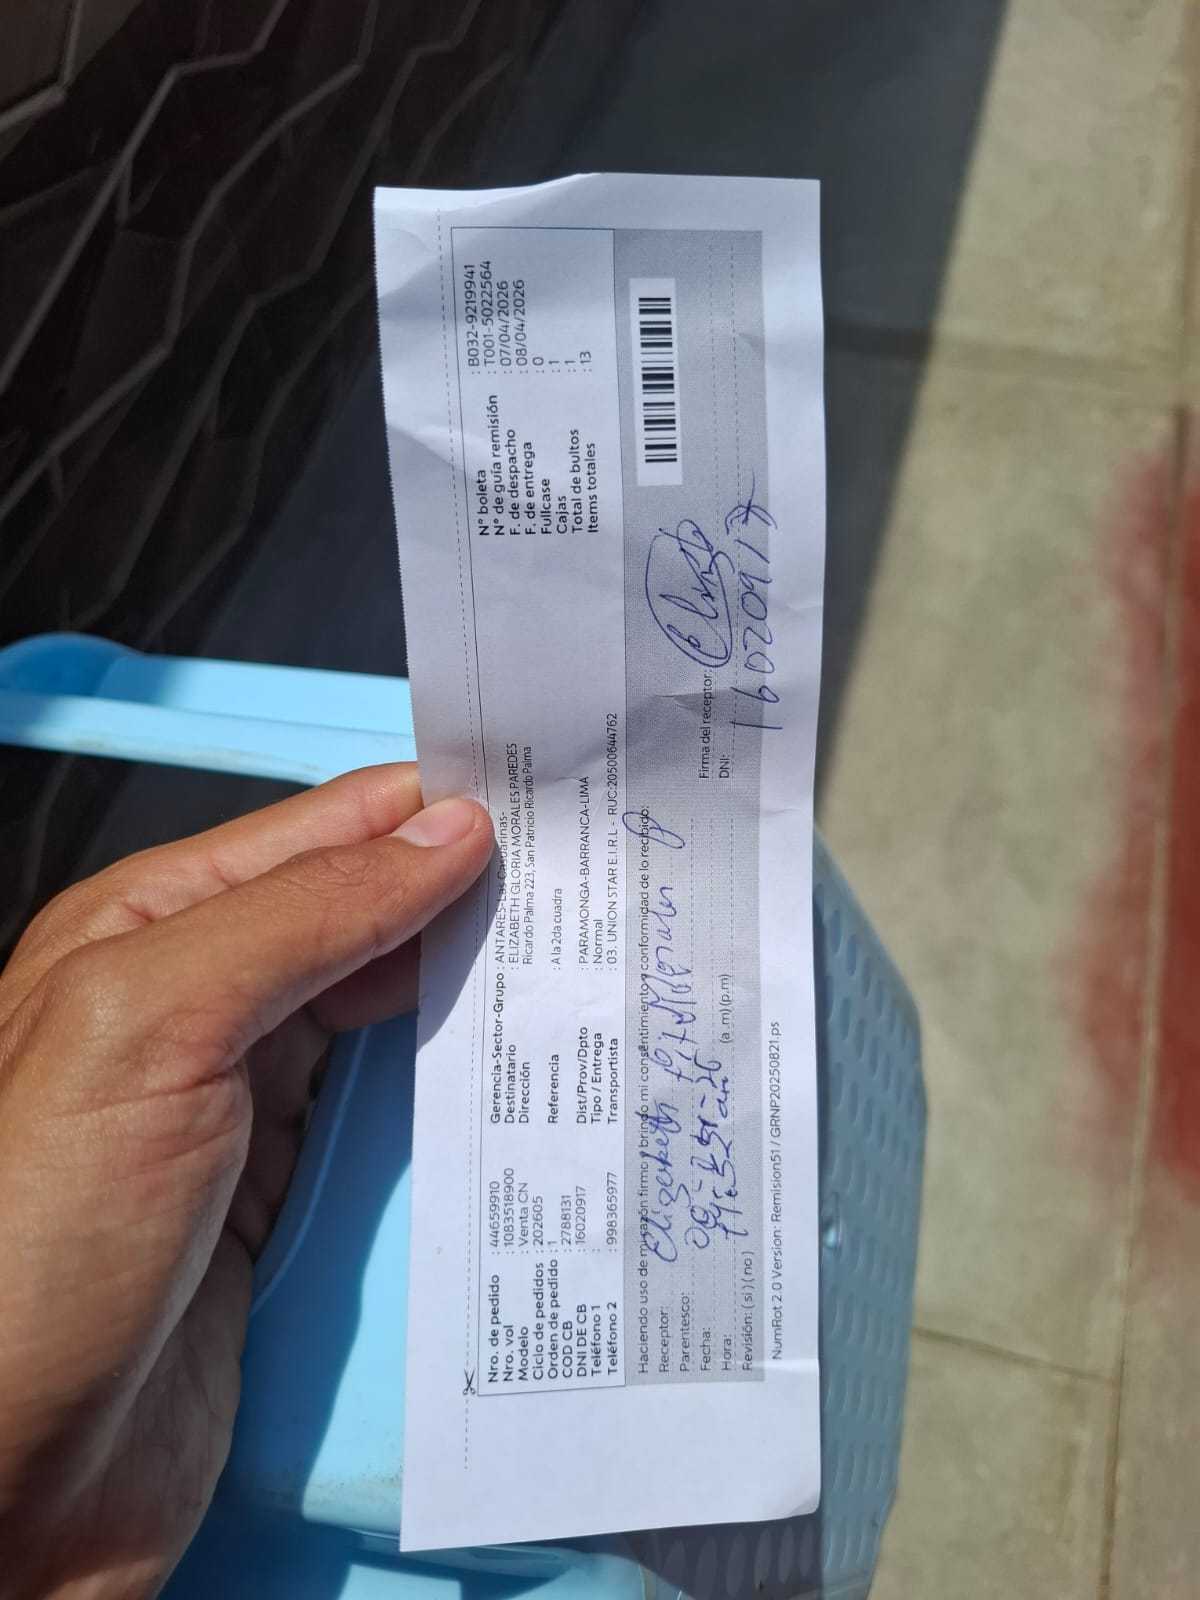 Nro. de pedido : 44659910
Nro. vol : 1083518900
Modelo : Venta CN
Ciclo de pedidos : 202605
Orden de pedido : 1
COD CB : 2788131
DNI DE CB : 16020917
Teléfono 1 :
Teléfono 2 : 998365977
Gerencia-Sector-Grupo : ANTARES-Las Casuarinas-
Destinatario : ELIZABETH GLORIA MORALES PAREDES
Dirección Ricardo Palma 223, San Patricio Ricardo Palma
Referencia : A la 2da cuadra
Dist/Prov/Dpto : PARAMONGA-BARRANCA-LIMA
Tipo / Entrega : Normal
Transportista : 03. UNION STAR E.I.R.L - RUC:20500644762
N° boleta : B032-9219941
N° de guía remisión : T001-5022564
F. de despacho : 07/04/2026
F. de entrega : 08/04/2026
Fullcase : 0
Cajas : 1
Total de bultos : 1
Items totales : 13
Haciendo uso de mi razón firmo y brindo mi consentimiento y conformidad de lo recibido:
Receptor: Elizabeth Morales
Parentesco:
Fecha:
Hora: (a.m)(p.m)
Revisión: ( si ) ( no )
Firma del receptor:
DNI: 16020917
NumRot 2.0 Version: Remision51 / GRNP20250821.ps